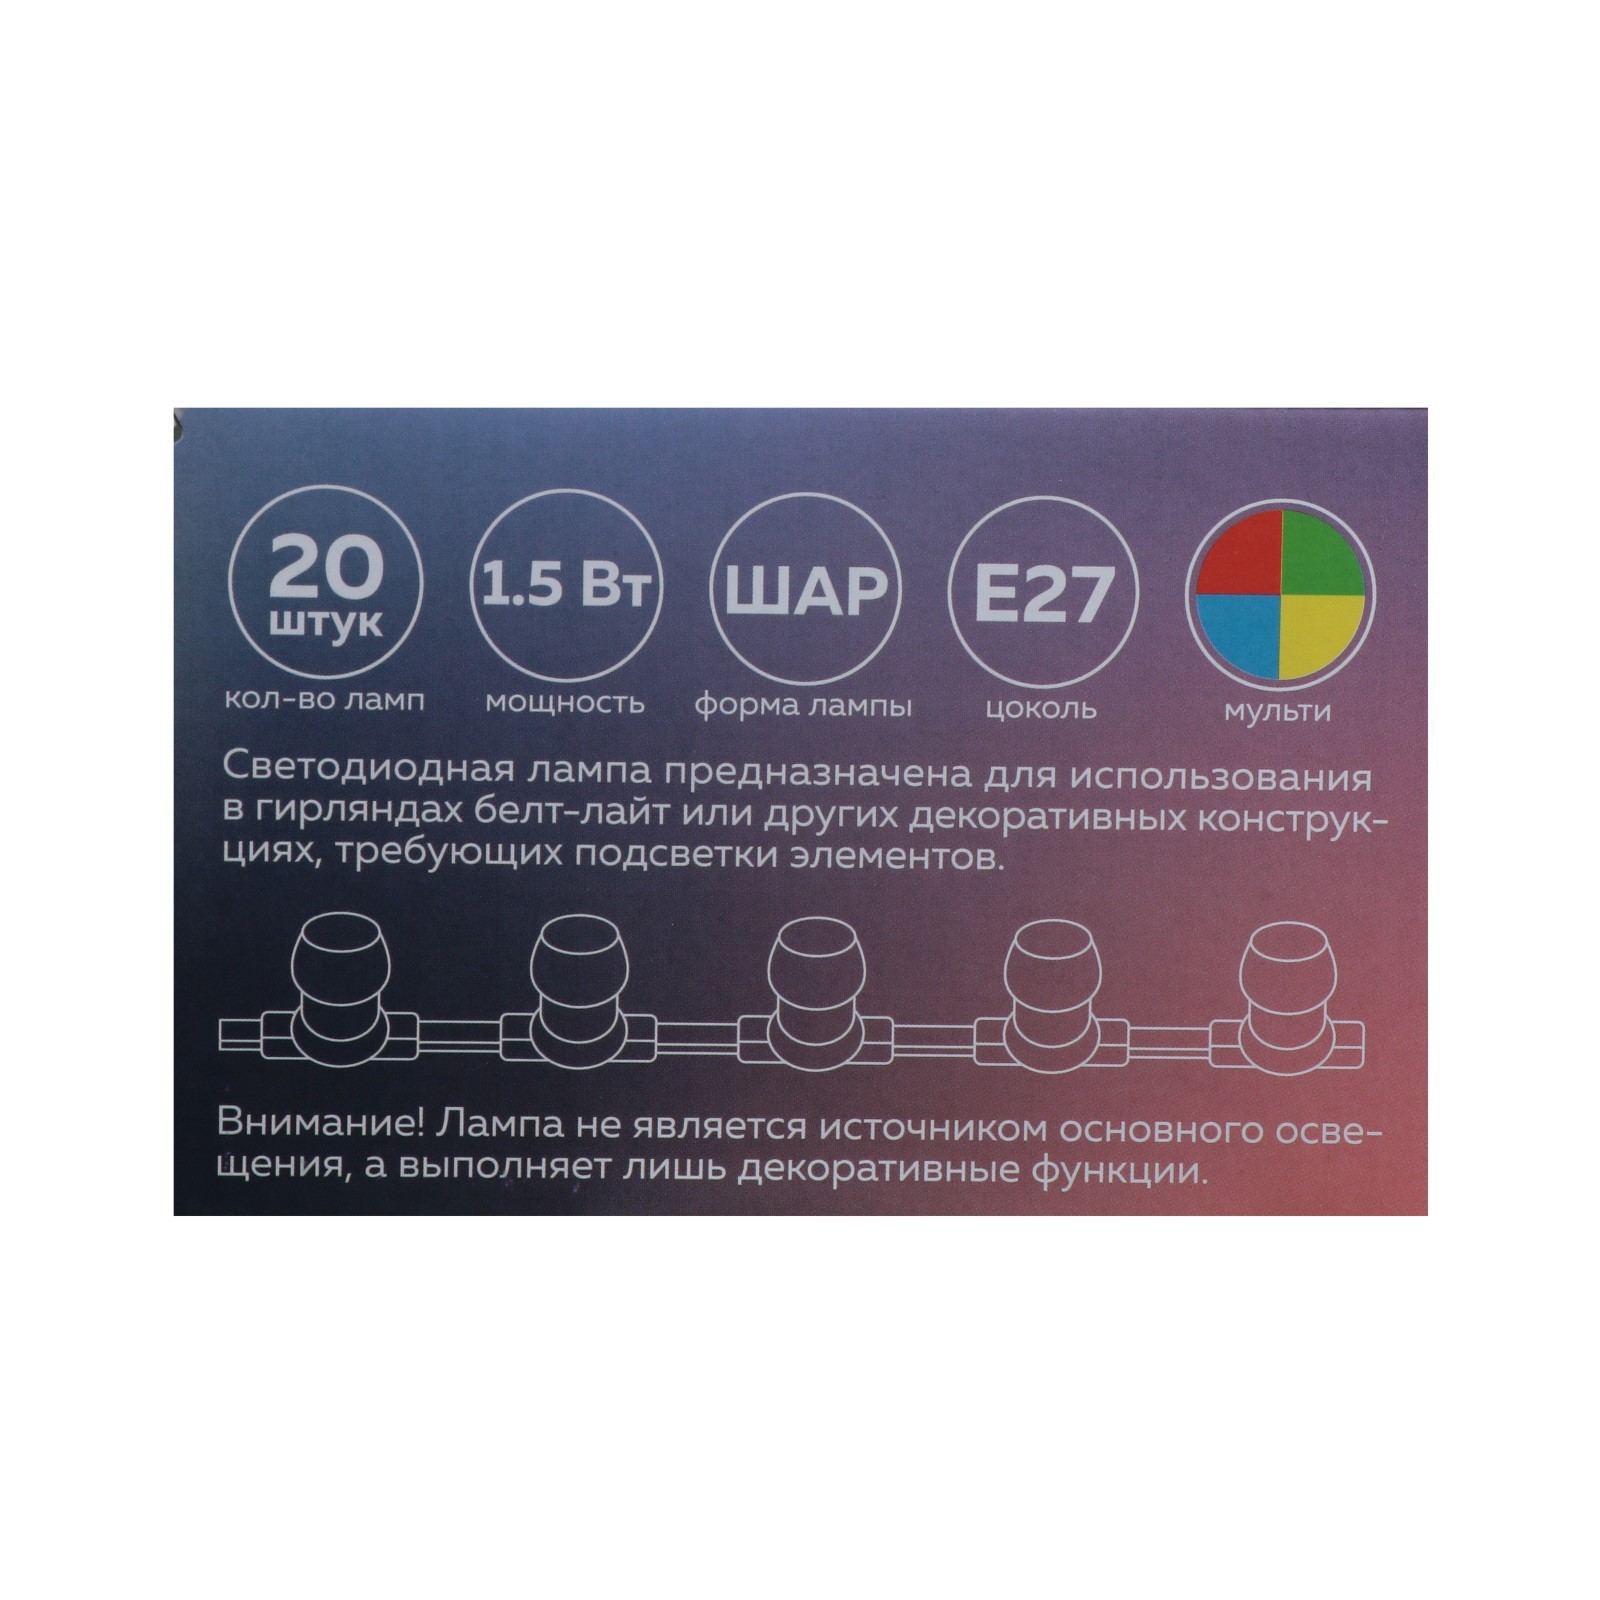 20
штук
кол-во ламп
1.5 Вт
мощность
ШАР
форма лампы
E27
цоколь
мульти
Светодиодная лампа предназначена для использования
в гирляндах белт-лайт или других декоративных конструк-
циях, требующих подсветки элементов.
Внимание! Лампа не является источником основного осве-
щения, а выполняет лишь декоративные функции.